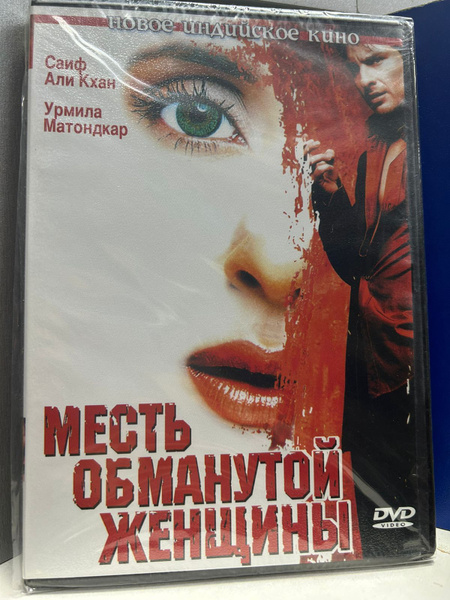 НОВОЕ ИНДИЙСКОЕ КИНО
Саиф
Али Кхан
Урмила
Матондкар
МЕСТЬ
ОБМАНУТОЙ
ЖЕНЩИНЫ
DVD
VIDEO